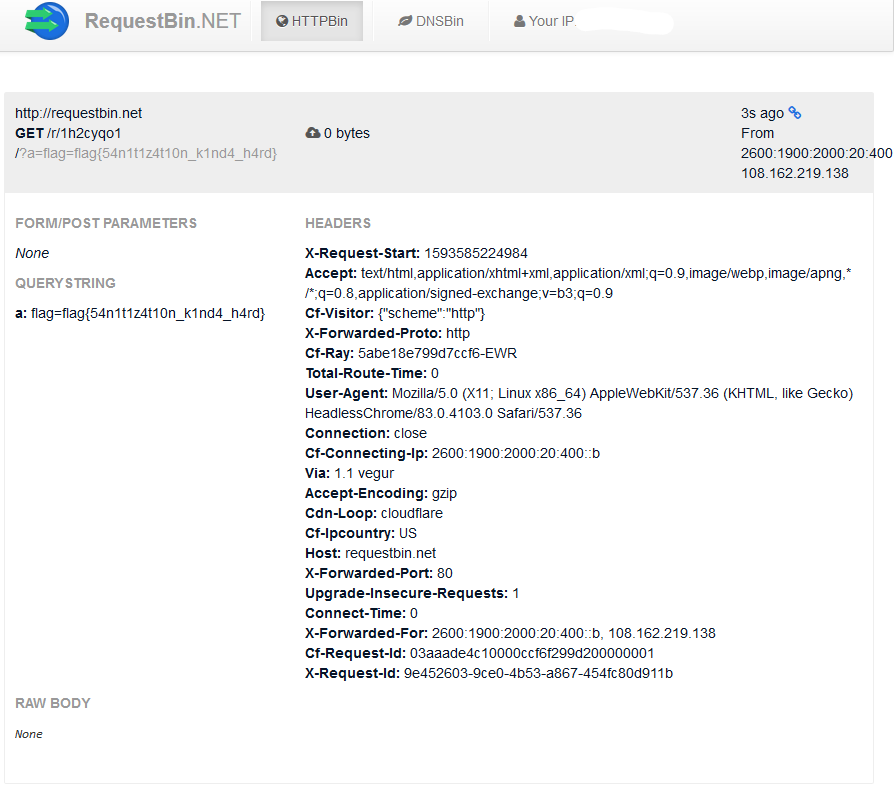 RequestBin.NET HTTPBin DNSBin Your IP.
http://requestbin.net 3s ago
GET /r/1h2cyqo1 0 bytes From
/?a=flag=flag{54n1t1z4t10n_k1nd4_h4rd} 2600:1900:2000:20:400
108.162.219.138
FORM/POST PARAMETERS
None
QUERYSTRING
a: flag=flag{54n1t1z4t10n_k1nd4_h4rd}
HEADERS
X-Request-Start: 1593585224984
Accept: text/html,application/xhtml+xml,application/xml;q=0.9,image/webp,image/apng,*
/*;q=0.8,application/signed-exchange;v=b3;q=0.9
Cf-Visitor: {"scheme":"http"}
X-Forwarded-Proto: http
Cf-Ray: 5abe18e799d7ccf6-EWR
Total-Route-Time: 0
User-Agent: Mozilla/5.0 (X11; Linux x86_64) AppleWebKit/537.36 (KHTML, like Gecko)
HeadlessChrome/83.0.4103.0 Safari/537.36
Connection: close
Cf-Connecting-Ip: 2600:1900:2000:20:400::b
Via: 1.1 vegur
Accept-Encoding: gzip
Cdn-Loop: cloudflare
Cf-Ipcountry: US
Host: requestbin.net
X-Forwarded-Port: 80
Upgrade-Insecure-Requests: 1
Connect-Time: 0
X-Forwarded-For: 2600:1900:2000:20:400::b, 108.162.219.138
Cf-Request-Id: 03aaade4c10000ccf6f299d200000001
X-Request-Id: 9e452603-9ce0-4b53-a867-454fc80d911b
RAW BODY
None